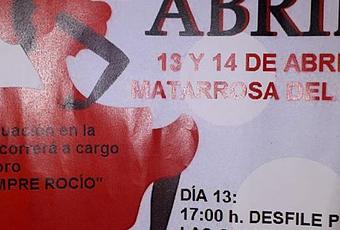 ABRI
13 Y 14 DE ABRI
MATARROSA DEL
uación en la
correrá a cargo
oro
MPRE ROCÍO"
DÍA 13:
17:00 h. DESFILE P